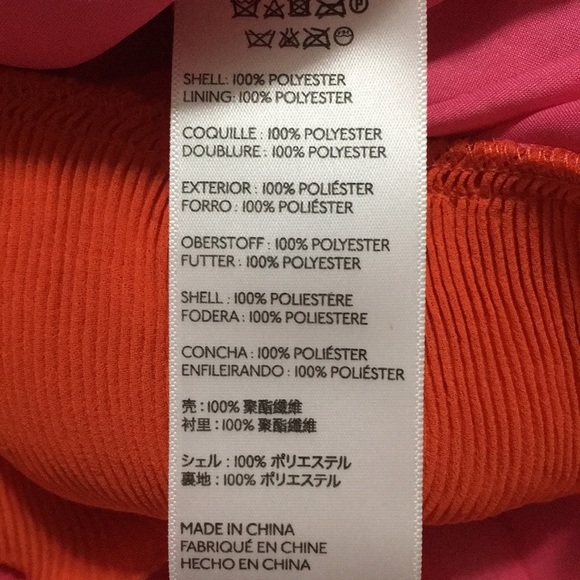 SHELL: 100% POLYESTER
LINING: 100% POLYESTER
COQUILLE : 100% POLYESTER
DOUBLURE : 100% POLYESTER
EXTERIOR : 100% POLIÉSTER
FORRO : 100% POLIÉSTER
OBERSTOFF : 100% POLYESTER
FUTTER : 100% POLYESTER
SHELL : 100% POLIESTERE
FODERA : 100% POLIESTERE
CONCHA : 100% POLIÉSTER
ENFILEIRANDO : 100% POLIÉSTER
売 : 100% 聚酯纖维
衬里 : 100% 聚酯纖维
シェル : 100% ポリエステル
裏地 : 100% ポリエステル
MADE IN CHINA
FABRIQUÉ EN CHINE
HECHO EN CHINA